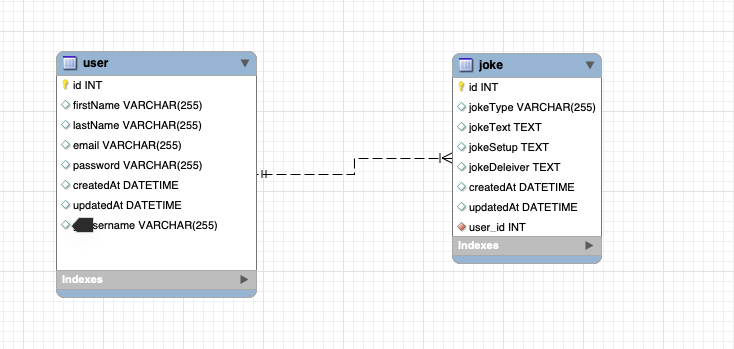 user
id INT
firstName VARCHAR(255)
lastName VARCHAR(255)
email VARCHAR(255)
password VARCHAR(255)
createdAt DATETIME
updatedAt DATETIME
VARCHAR(255)
Indexes
joke
id INT
jokeType VARCHAR(255)
jokeText TEXT
jokeSetup TEXT
jokeDeleiver TEXT
createdAt DATETIME
updatedAt DATETIME
user_id INT
Indexes